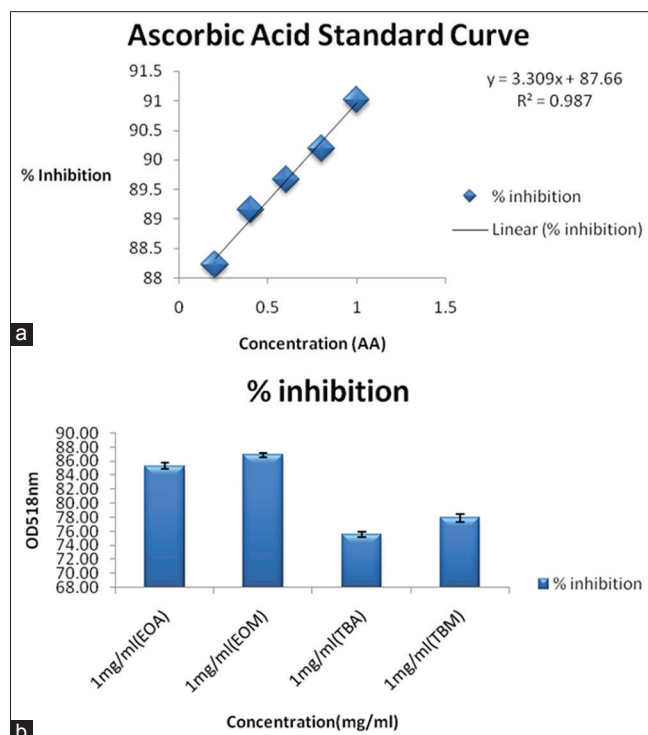 Ascorbic Acid Standard Curve
91.5
91
90.5
90
89.5
89
88.5
88
% Inhibition
0
0.5
1
1.5
Concentration (AA)
y = 3.309x + 87.66
R² = 0.987
% inhibition
Linear (% inhibition)
a
% inhibition
90.00
88.00
86.00
84.00
82.00
80.00
78.00
76.00
74.00
72.00
70.00
68.00
OD518nm
1mg/ml(EOA)
1mg/ml(EOM)
1mg/ml(TBA)
1mg/ml(TBM)
% inhibition
Concentration(mg/ml)
b